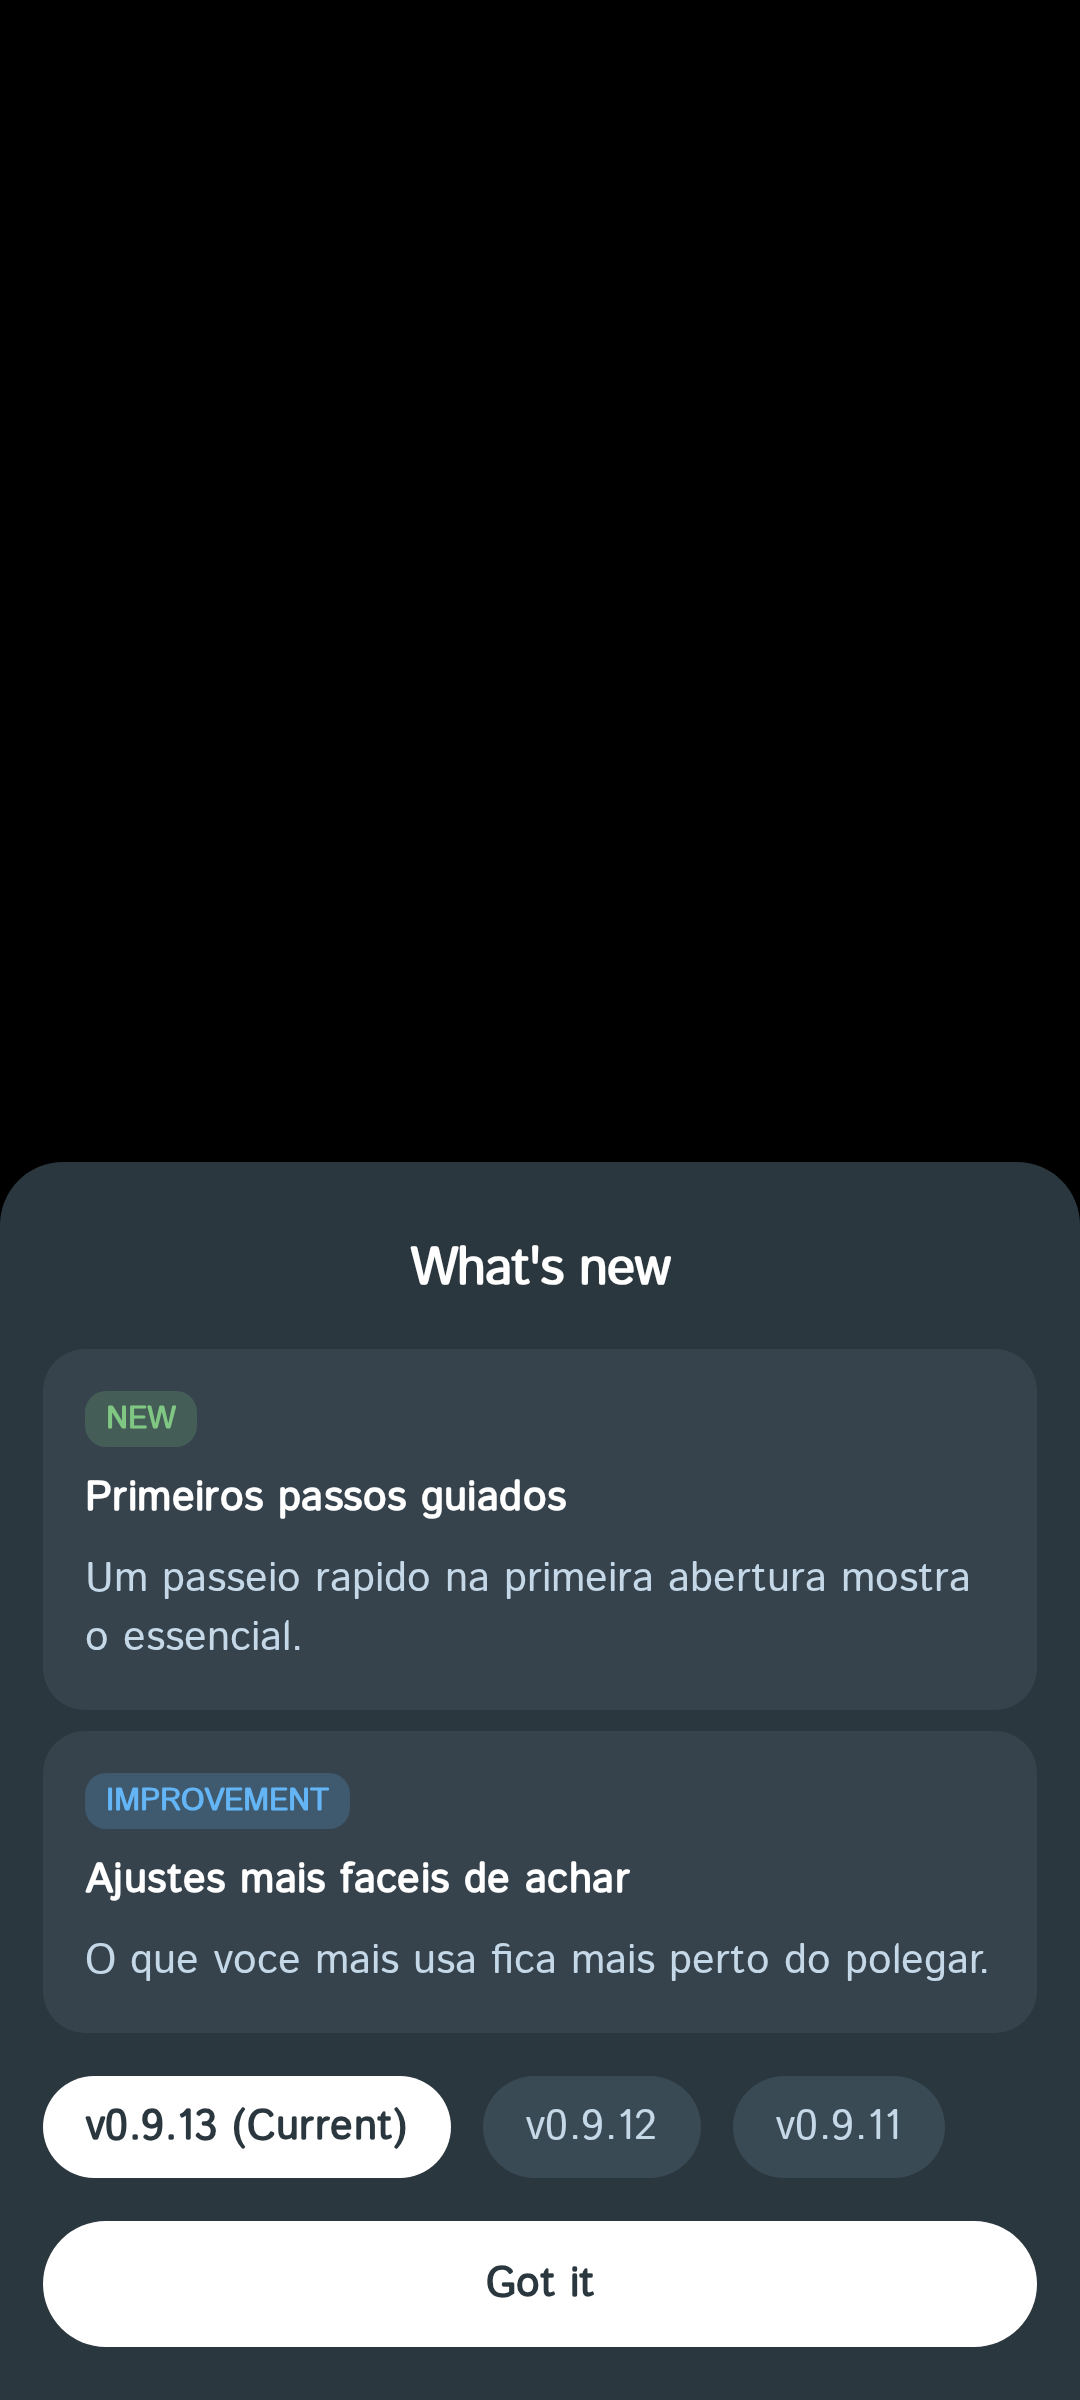 What's new
NEW
Primeiros passos guiados
Um passeio rapido na primeira abertura mostra
o essencial.
IMPROVEMENT
Ajustes mais faceis de achar
O que voce mais usa fica mais perto do polegar.
v0.9.13 (Current) v0.9.12 v0.9.11
Got it